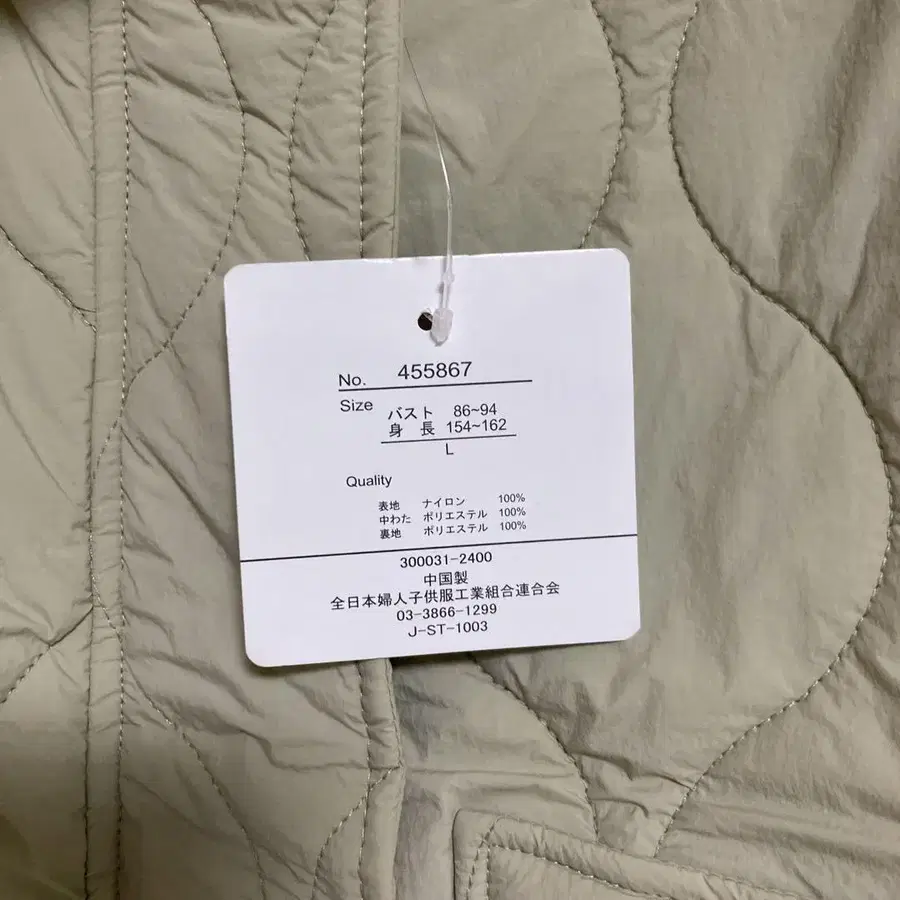 No. 455867
Size
バスト 86~94
身 長 154~162
L
Quality
表地 ナイロン 100%
中わた ポリエステル 100%
裏地 ポリエステル 100%
300031-2400
中国製
全日本婦人子供服工業組合連合会
03-3866-1299
J-ST-1003